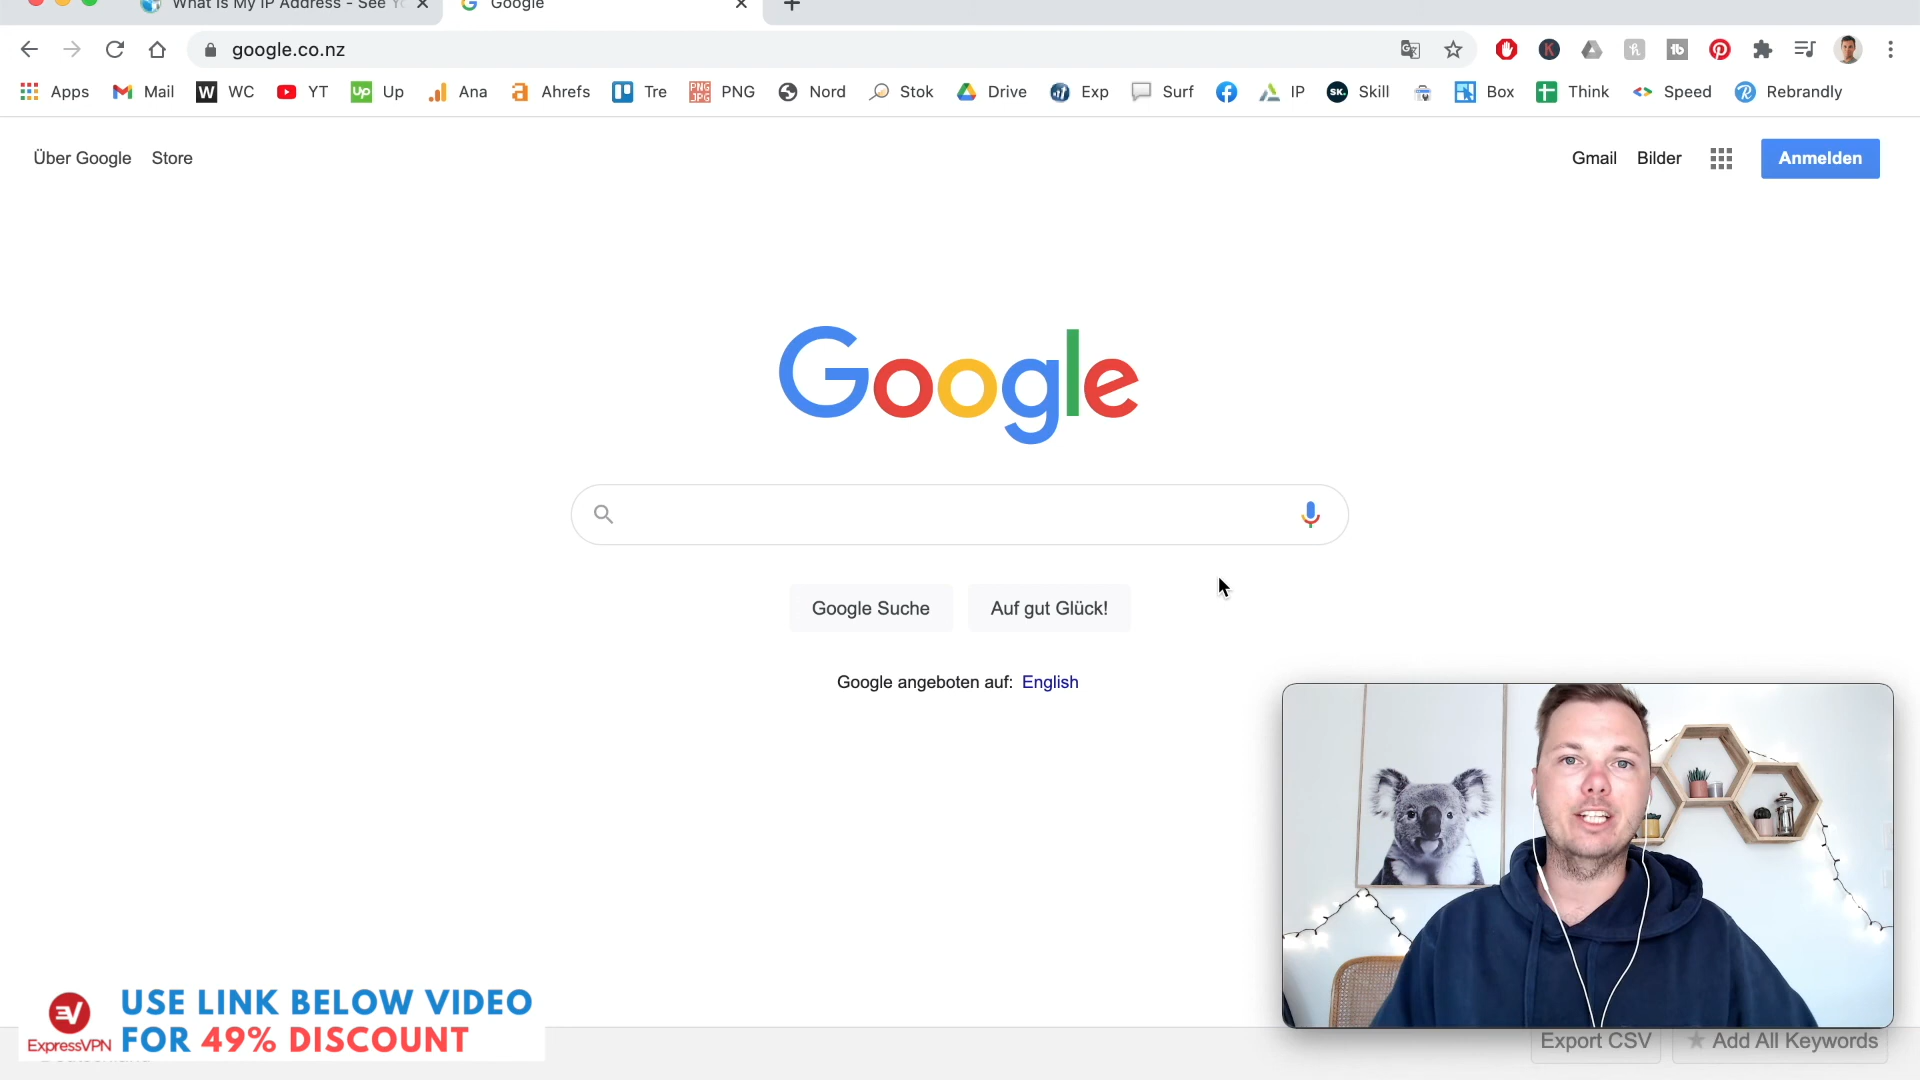 What Is My IP Address - See Yo
Google
google.co.nz
Apps Mail WC YT Up Ana Ahrefs Tre PNG Nord Stok Drive Exp Surf IP Skill Box Think Speed Rebrandly
Über Google Store
Gmail Bilder Anmelden
Google
Google Suche Auf gut Glück!
Google angeboten auf: English
USE LINK BELOW VIDEO
FOR 49% DISCOUNT
ExpressVPN
Export CSV Add All Keywords